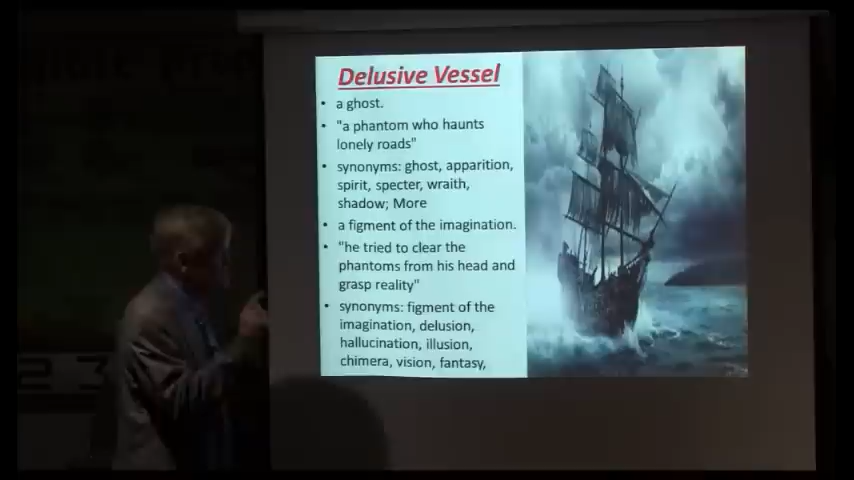 Delusive Vessel
• a ghost.
• "a phantom who haunts
lonely roads"
• synonyms: ghost, apparition,
spirit, specter, wraith,
shadow; More
• a figment of the imagination.
• "he tried to clear the
phantoms from his head and
grasp reality"
• synonyms: figment of the
imagination, delusion,
hallucination, illusion,
chimera, vision, fantasy,
2 3